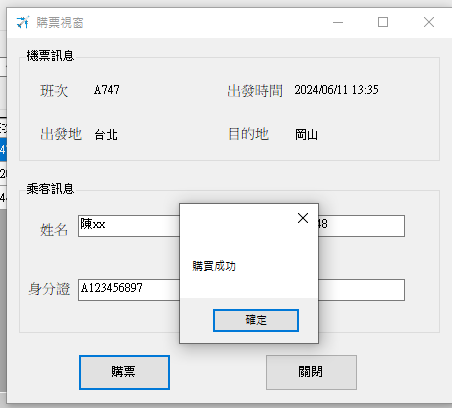 購票視窗
機票訊息
班次 A747 出發時間 2024/06/11 13:35
出發地 台北 目的地 岡山
乘客訊息
姓名 陳xx 48
購買成功
身分證 A123456897
確定
購票 關閉